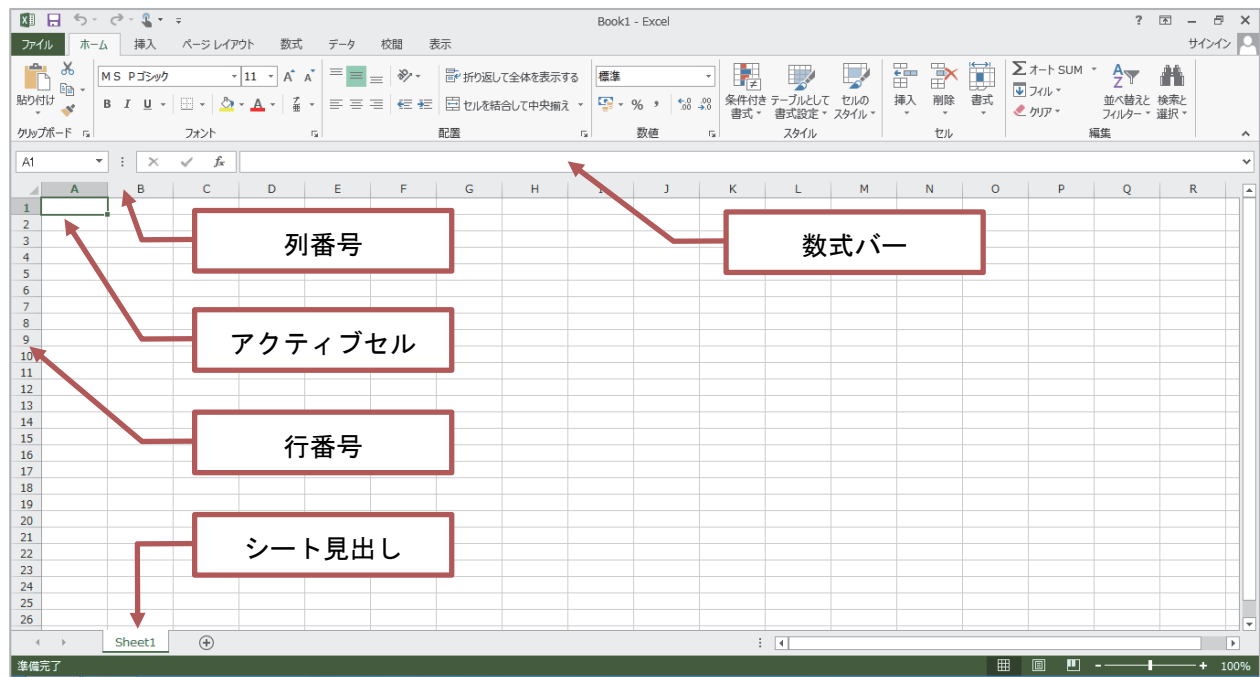 Book1 - Excel
?
ファイル ホーム 挿入 ページ レイアウト 数式 データ 校閲 表示 サインイン
貼り付け
クリップボード
MS Pゴシック 11 A A
B I U A
フォント
折り返して全体を表示する
セルを結合して中央揃え
配置
標準
% ,
数値
条件付き 書式
テーブルとして 書式設定
セルの スタイル
スタイル
挿入 削除 書式
セル
Σ オート SUM
フィル
クリア
並べ替えと フィルター
検索と 選択
編集
A1 fx
A B C D E F G H I J K L M N O P Q R
1
2
3
4
5
6
7
8
9
10
11
12
13
14
15
16
17
18
19
20
21
22
23
24
25
26
列番号
数式バー
アクティブセル
行番号
シート見出し
Sheet1
準備完了
100%